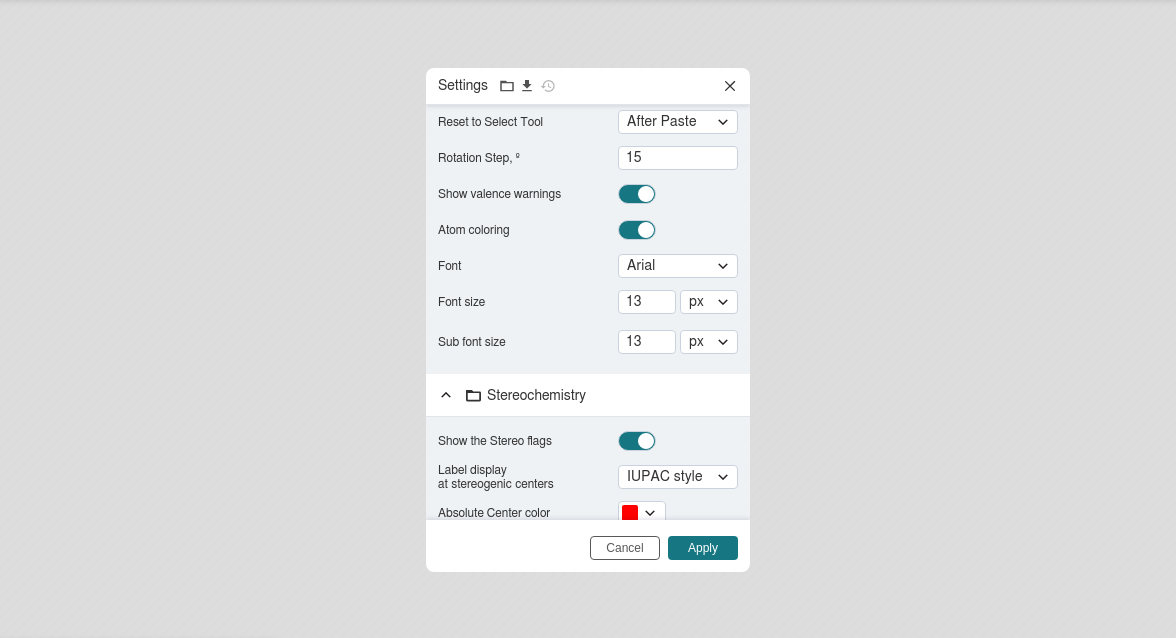 Settings
Reset to Select Tool After Paste
Rotation Step, º 15
Show valence warnings
Atom coloring
Font Arial
Font size 13 px
Sub font size 13 px
Stereochemistry
Show the Stereo flags
Label display
at stereogenic centers IUPAC style
Absolute Center color
Cancel Apply